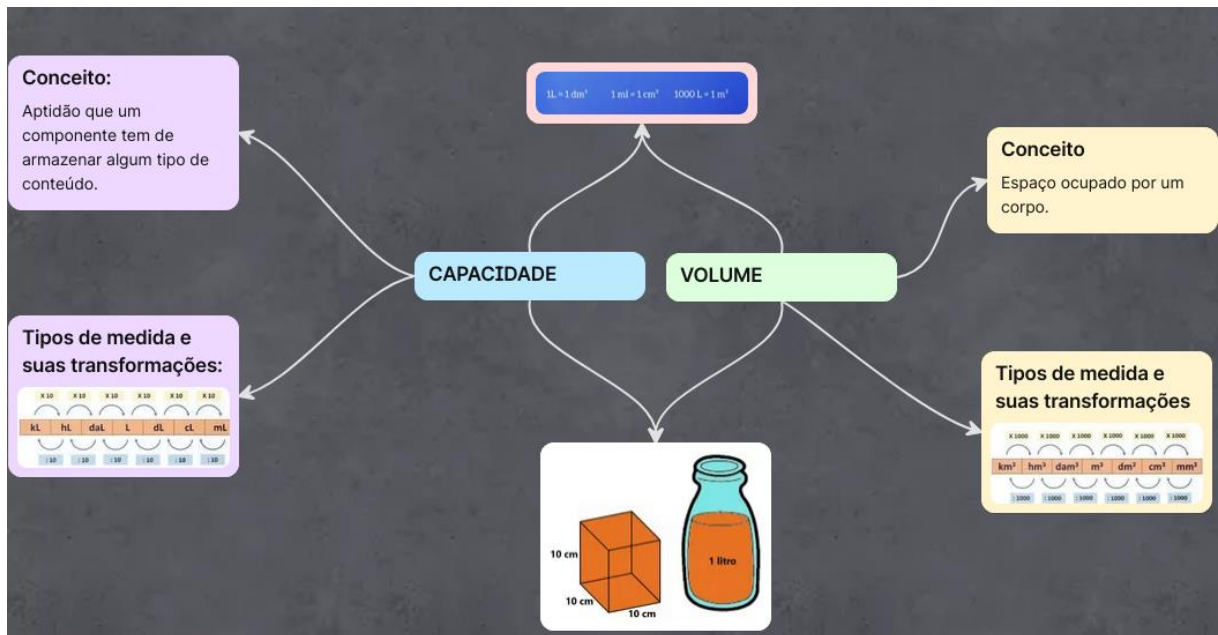 Conceito:
Aptidão que um
componente tem de
armazenar algum tipo de
conteúdo.
1L = 1 dm³ 1 ml = 1 cm³ 1000 L = 1 m³
Conceito
Espaço ocupado por um
corpo.
CAPACIDADE
VOLUME
Tipos de medida e
suas transformações:
X 10 X 10 X 10 X 10 X 10 X 10
kL hL daL L dL cL mL
: 10 : 10 : 10 : 10 : 10 : 10
Tipos de medida e
suas transformações
X 1000 X 1000 X 1000 X 1000 X 1000 X 1000
km³ hm³ dam³ m³ dm³ cm³ mm³
: 1000 : 1000 : 1000 : 1000 : 1000 : 1000
10 cm
10 cm
10 cm
1 litro